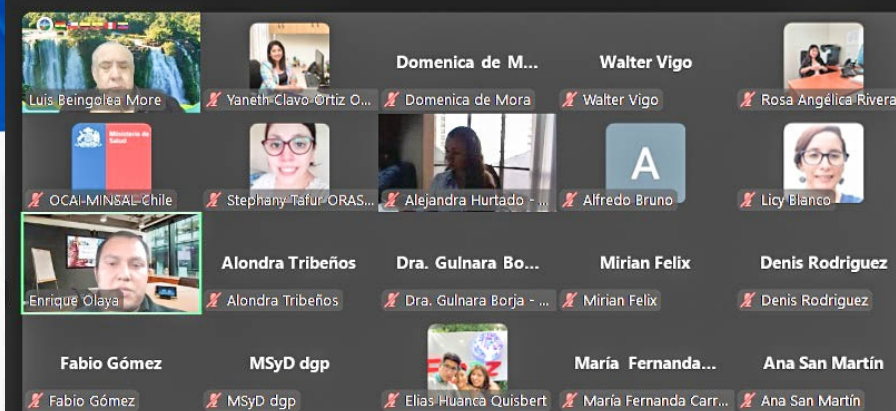 Domenica de M...
Walter Vigo
Luis Beingolea More
Yaneth Clavo Ortiz O...
Domenica de Mora
Walter Vigo
Rosa Angélica Rivera
Ministerio de
Salud
A
OCAI-MINSAL-Chile
Stephany Tafur ORAS...
Alejandra Hurtado - ...
Alfredo Bruno
Licy Blanco
Alondra Tribeños
Dra. Gulnara Bo...
Mirian Felix
Denis Rodriguez
Enrique Olaya
Alondra Tribeños
Dra. Gulnara Borja - ...
Mirian Felix
Denis Rodriguez
Fabio Gómez
MSyD dgp
María Fernanda...
Ana San Martín
Fabio Gómez
MSyD dgp
Elias Huanca Quisbert
María Fernanda Carr...
Ana San Martín